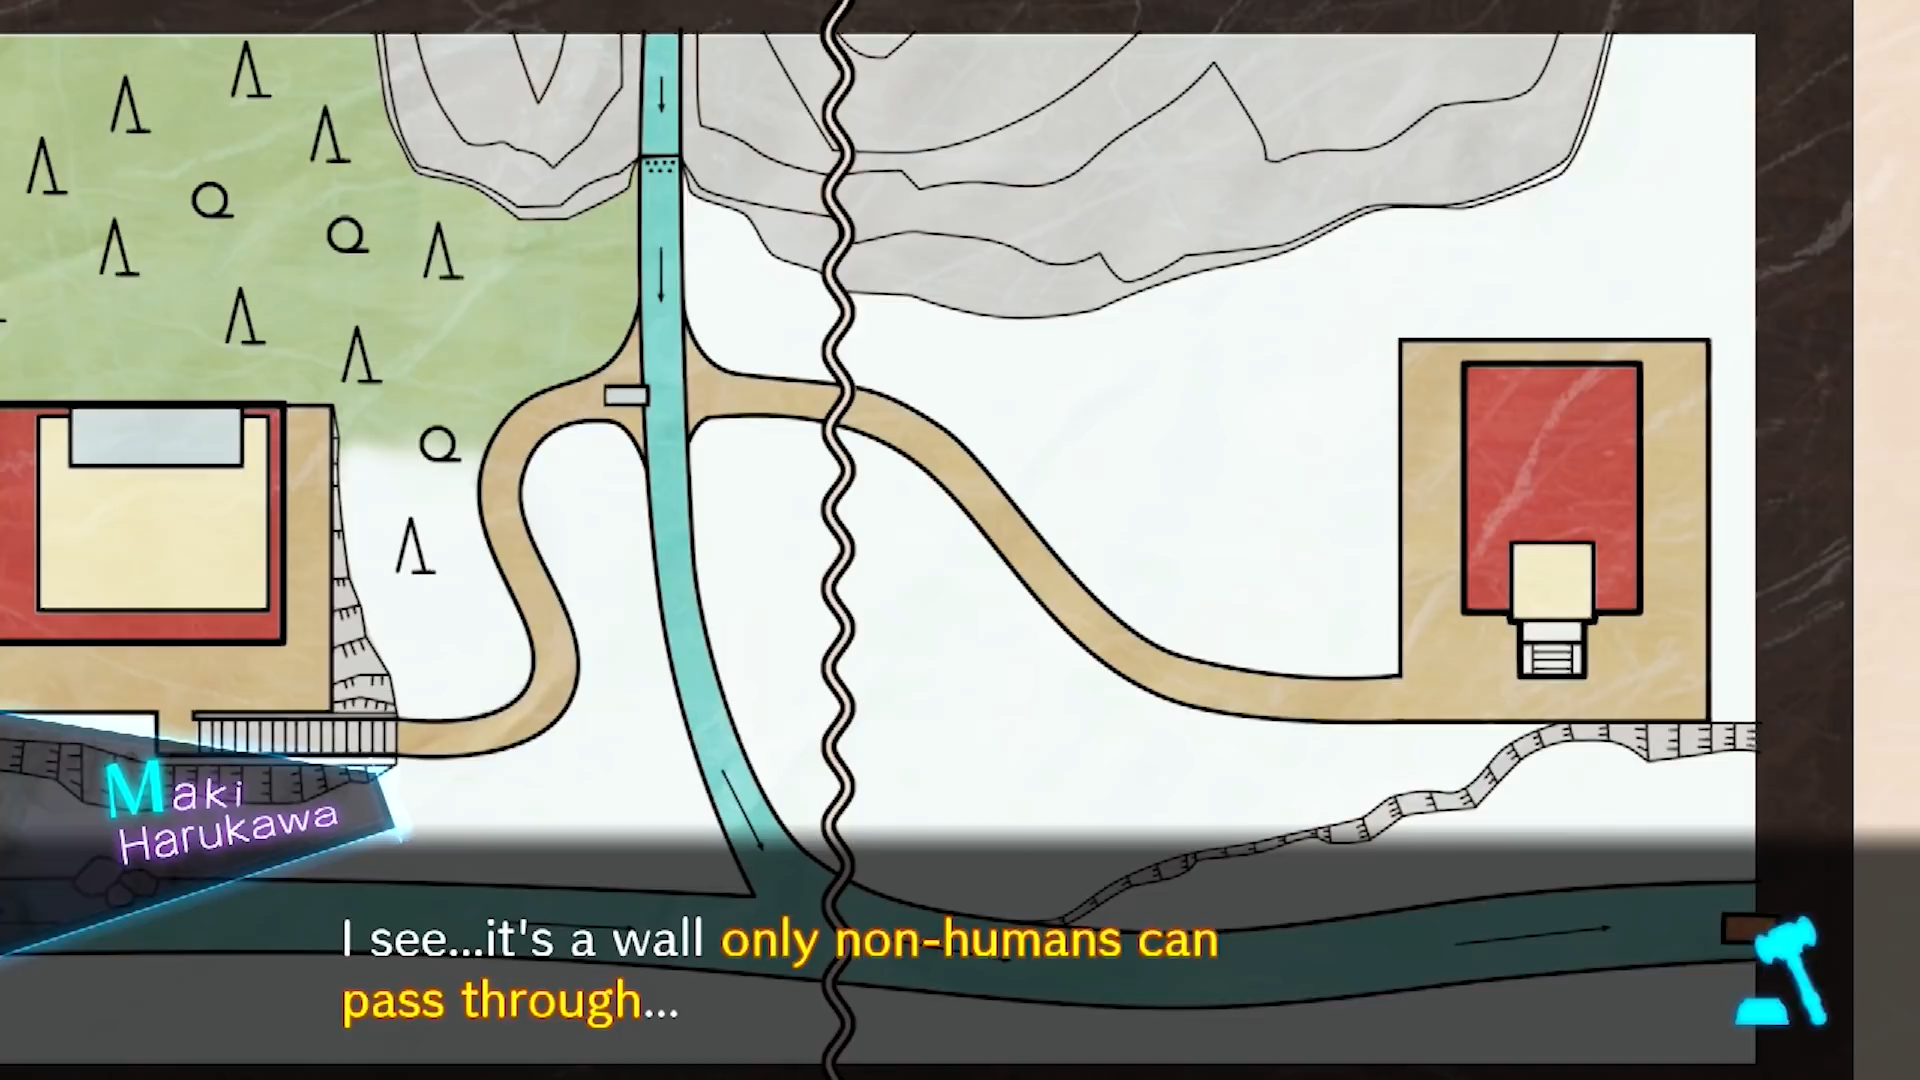 Maki
Harukawa
I see...it's a wall only non-humans can
pass through...